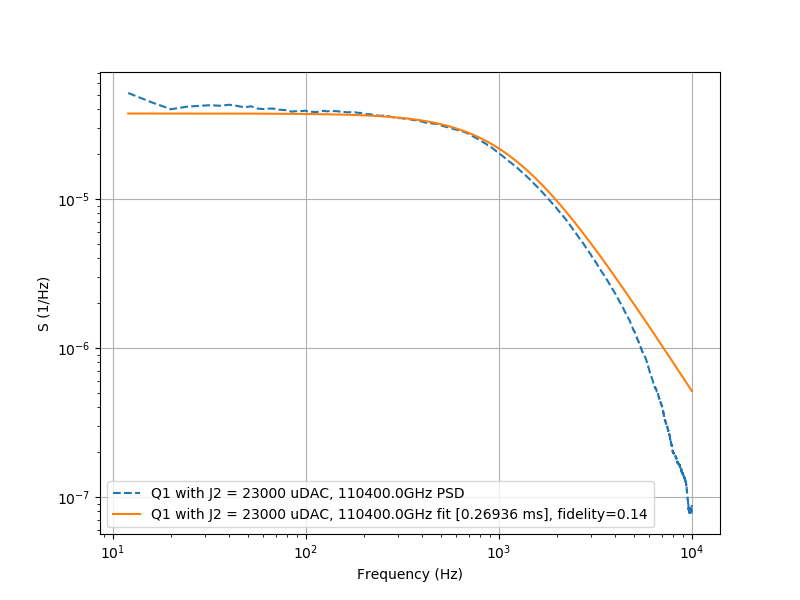 S (1/Hz)
10⁻⁵
10⁻⁶
10⁻⁷
Q1 with J2 = 23000 uDAC, 110400.0GHz PSD
Q1 with J2 = 23000 uDAC, 110400.0GHz fit [0.26936 ms], fidelity=0.14
10¹ 10² 10³ 10⁴
Frequency (Hz)